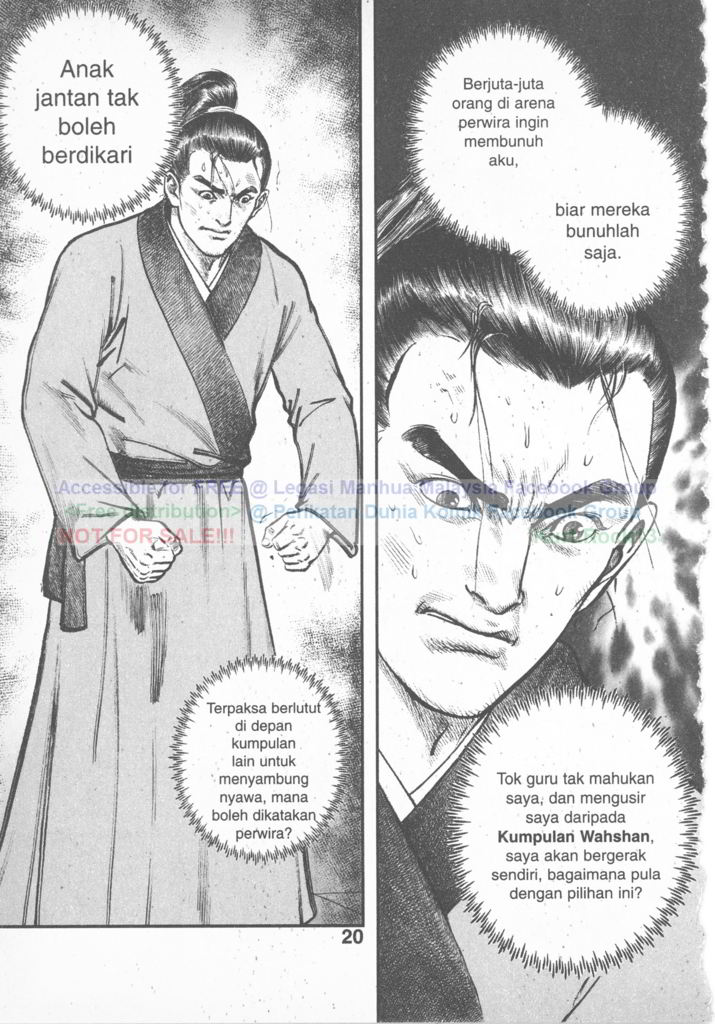 Anak
jantan tak
boleh
berdikari
Terpaksa berlutut
di depan
kumpulan
lain untuk
menyambung
nyawa, mana
boleh dikatakan
perwira?
20
Berjuta-juta
orang di arena
perwira ingin
membunuh
aku,
biar mereka
bunuhlah
saja.
Tok guru tak mahukan
saya, dan mengusir
saya daripada
Kumpulan Wahshan,
saya akan bergerak
sendiri, bagaimana pula
dengan pilihan ini?
Accessible for FREE @ Legasi Manhua Malaysia Facebook Group
@ Perikatan Dunia Komik Facebook Group
NOT FOR SALE!!!